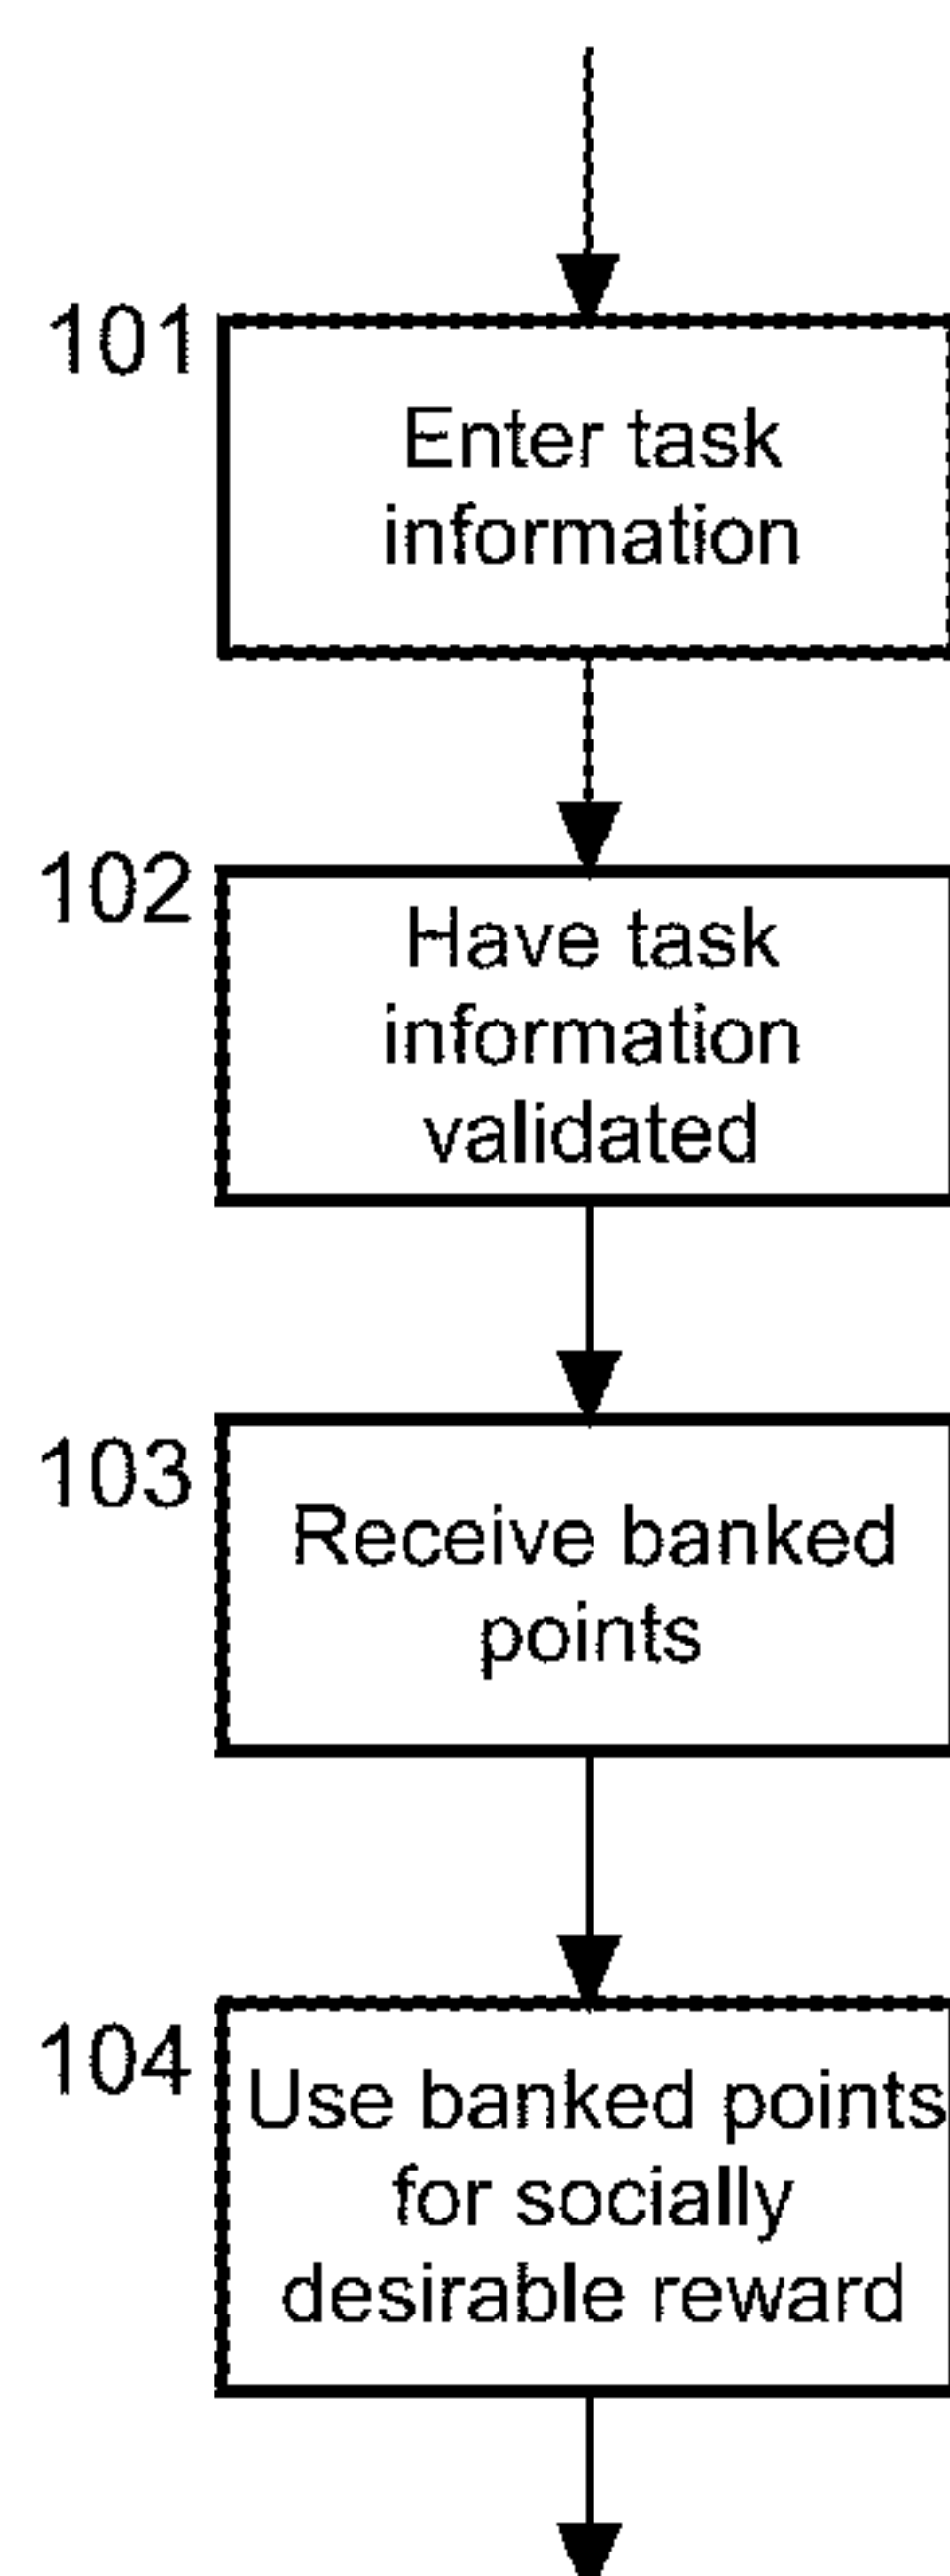 101
Enter task
information
102
Have task
information
validated
103
Receive banked
points
104
Use banked points
for socially
desirable reward